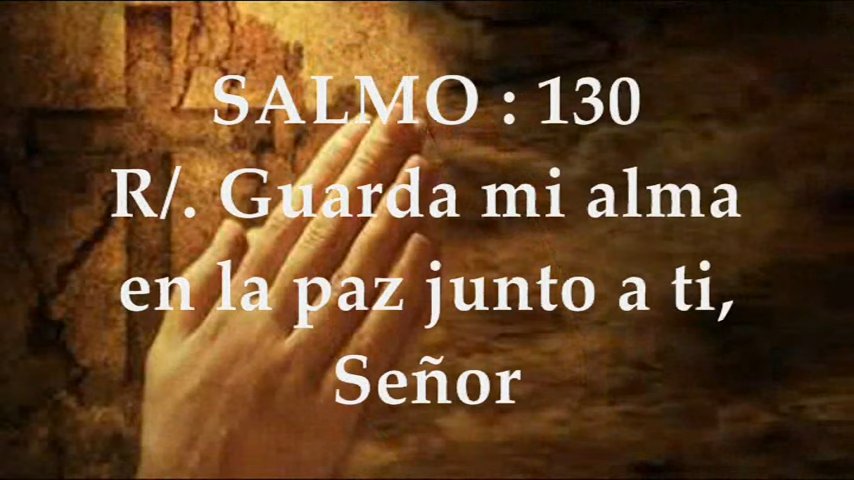 SALMO : 130
R/. Guarda mi alma
en la paz junto a ti,
Señor